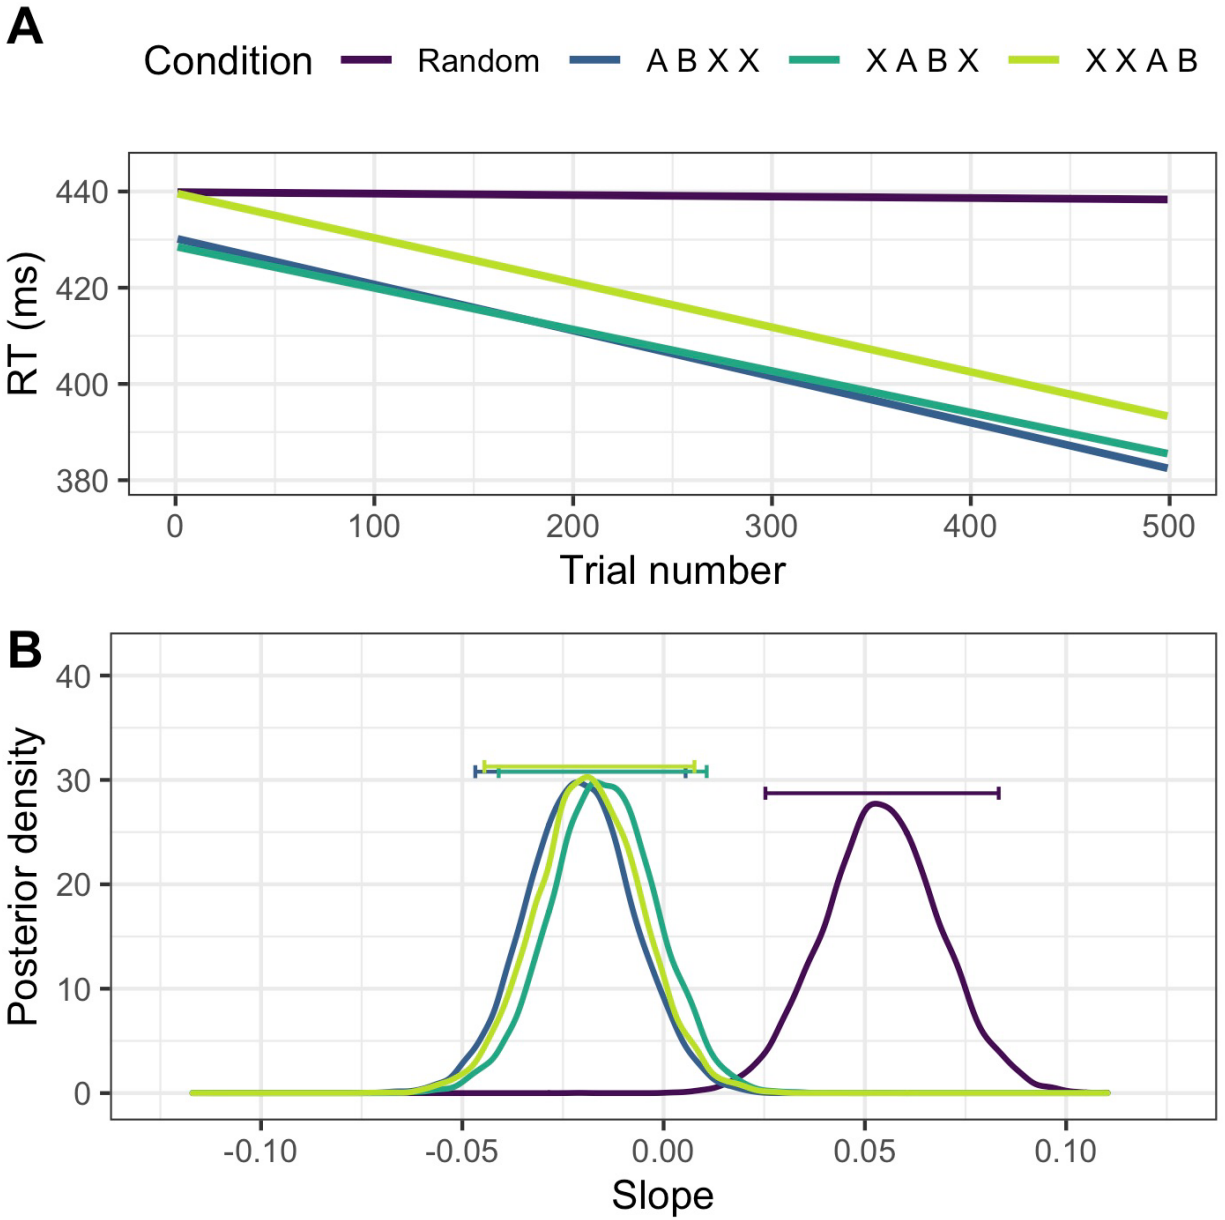 A
Condition Random A B X X X A B X X X A B
440
420
400
380
RT (ms)
0 100 200 300 400 500
Trial number
B
40
30
20
10
0
Posterior density
-0.10 -0.05 0.00 0.05 0.10
Slope